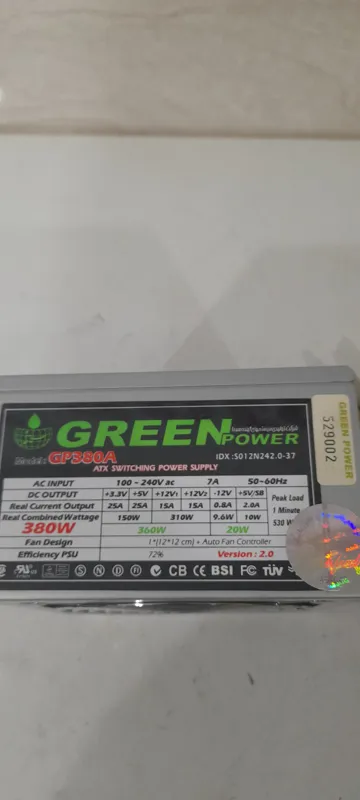 GREEN POWER
Model: GP380A
IDX :S012N242.0-37
ATX SWITCHING POWER SUPPLY
AC INPUT 100 - 240v ac 7A 50~60Hz
DC OUTPUT +3.3V +5V +12V1 +12V2 -12V +5V/SB Peak Load
Real Current Output 25A 25A 15A 15A 0.8A 2.0A 1 Minute
Real Combined Wattage 150W 310W 9.6W 10W 530 W
380W 360W 20W
Fan Design 1*(12*12 cm) + Auto Fan Controller
Efficiency PSU 72% Version : 2.0
S N D FI CB CE BSI FC TÜV
GREEN POWER
529002